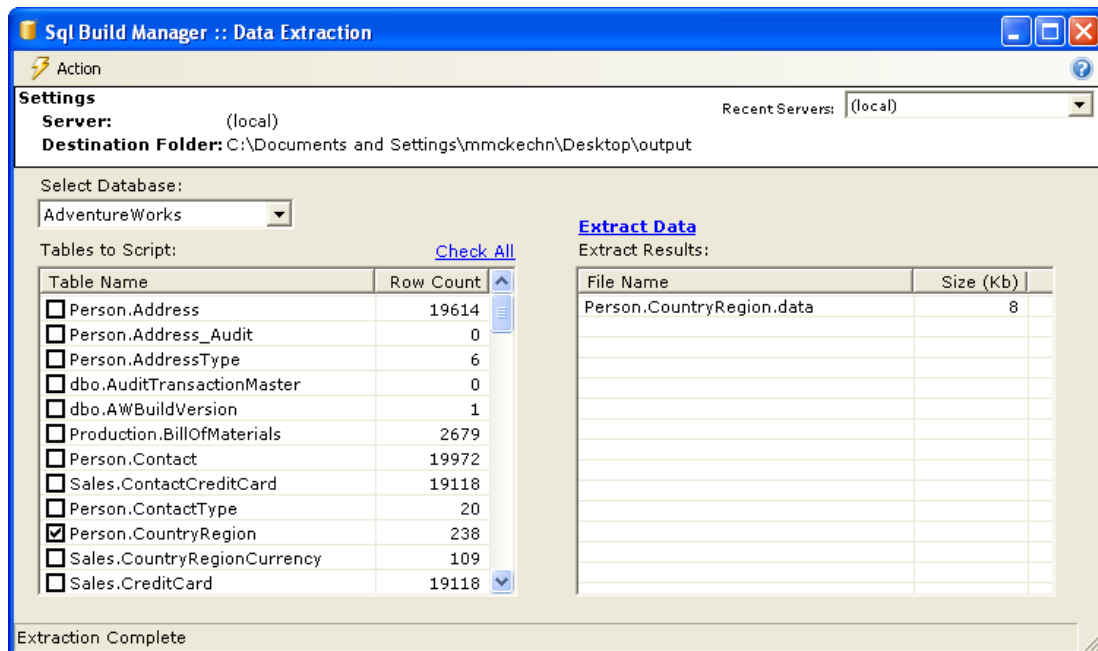 Sql Build Manager :: Data Extraction
Action
Settings
Server: (local)
Recent Servers: (local)
Destination Folder: C:\Documents and Settings\mmckechn\Desktop\output
Select Database:
AdventureWorks
Tables to Script: Check All
Table Name Row Count
Person.Address 19614
Person.Address_Audit 0
Person.AddressType 6
dbo.AuditTransactionMaster 0
dbo.AWBuildVersion 1
Production.BillOfMaterials 2679
Person.Contact 19972
Sales.ContactCreditCard 19118
Person.ContactType 20
Person.CountryRegion 238
Sales.CountryRegionCurrency 109
Sales.CreditCard 19118
Extract Data
Extract Results:
File Name Size (Kb)
Person.CountryRegion.data 8
Extraction Complete